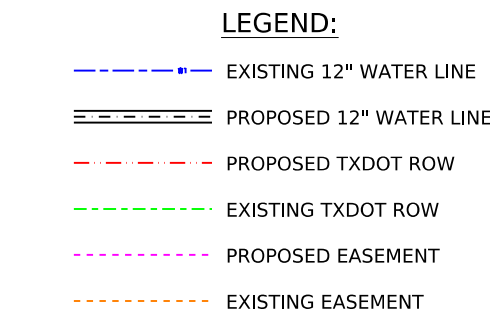 LEGEND:
EXISTING 12" WATER LINE
PROPOSED 12" WATER LINE
PROPOSED TXDOT ROW
EXISTING TXDOT ROW
PROPOSED EASEMENT
EXISTING EASEMENT